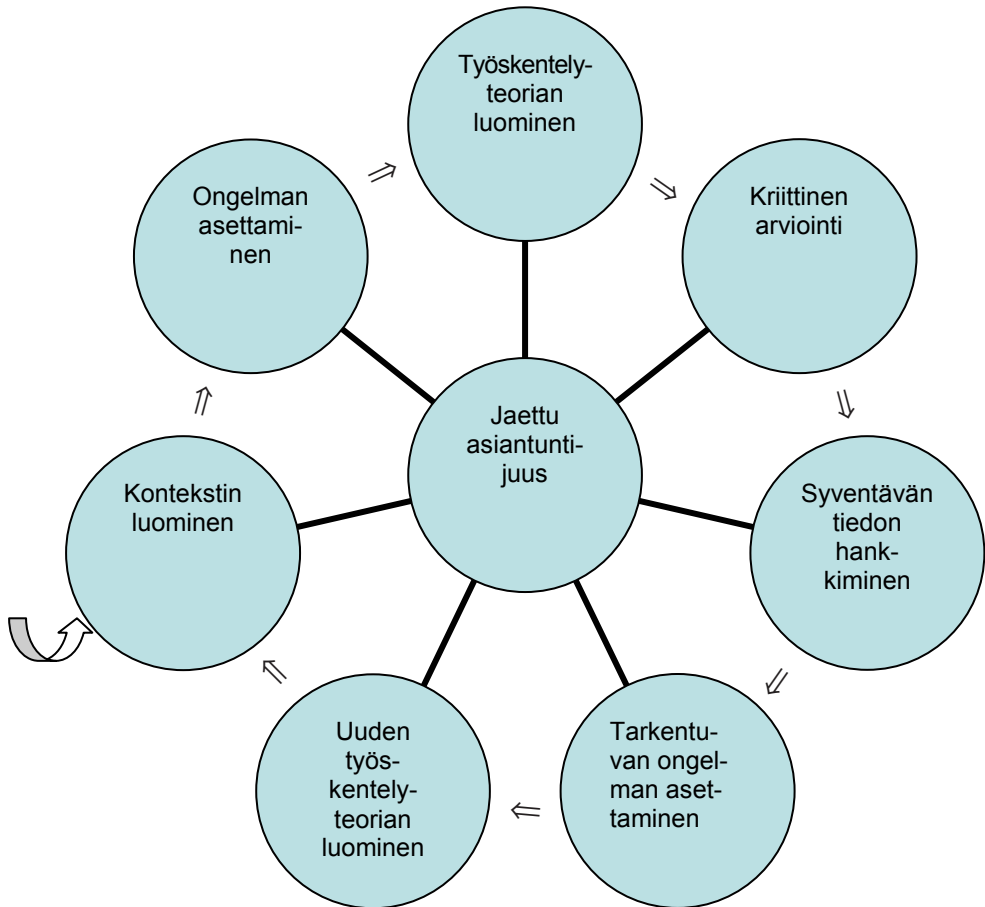 Työskentely-
teorian
luominen
Kriittinen
arviointi
Syventävän
tiedon
hankk-
kiminen
Tarkentu-
van ongel-
man aset-
taminen
Uuden
työs-
kentely-
teorian
luominen
Kontekstin
luominen
Ongelman
asettami-
nen
Jaettu
asiantunti-
juus